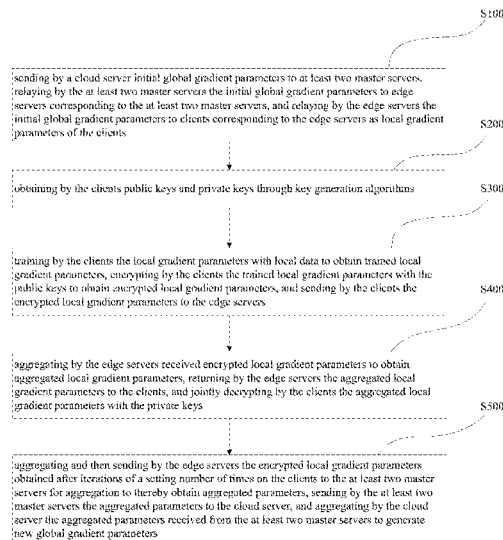 S100
sending by a cloud server initial global gradient parameters to at least two master servers,
relaying by the at least two master servers the initial global gradient parameters to edge
servers corresponding to the at least two master servers, and relaying by the edge servers the
initial global gradient parameters to clients corresponding to the edge servers as local gradient
parameters of the clients
S200
obtaining by the clients public keys and private keys through key generation algorithms
S300
training by the clients the local gradient parameters with local data to obtain trained local
gradient parameters, encrypting by the clients the trained local gradient parameters with the
public keys to obtain encrypted local gradient parameters, and sending by the clients the
encrypted local gradient parameters to the edge servers
S400
aggregating by the edge servers received encrypted local gradient parameters to obtain
aggregated local gradient parameters, returning by the edge servers the aggregated local
gradient parameters to the clients, and jointly decrypting by the clients the aggregated local
gradient parameters with the private keys
S500
aggregating and then sending by the edge servers the encrypted local gradient parameters
obtained after iterations of a setting number of times on the clients to the at least two master
servers for aggregation to thereby obtain aggregated parameters, sending by the at least two
master servers the aggregated parameters to the cloud server, and aggregating by the cloud
server the aggregated parameters received from the at least two master servers to generate
new global gradient parameters